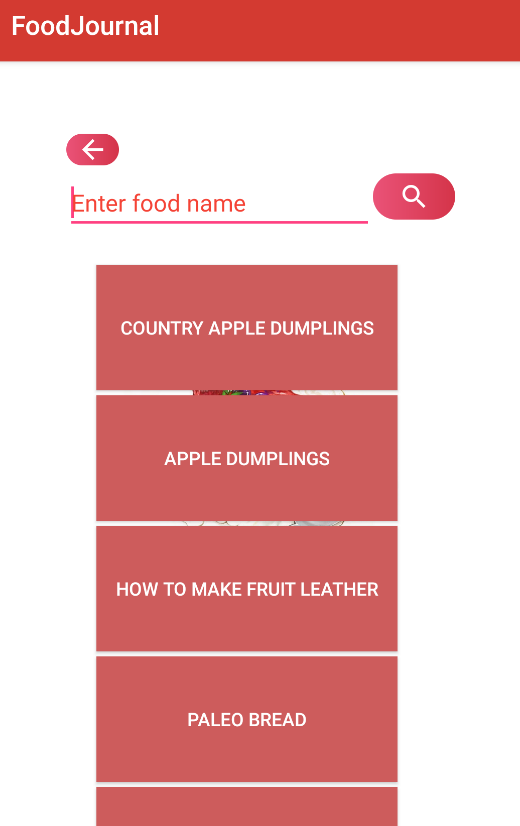 FoodJournal
Enter food name
COUNTRY APPLE DUMPLINGS
APPLE DUMPLINGS
HOW TO MAKE FRUIT LEATHER
PALEO BREAD